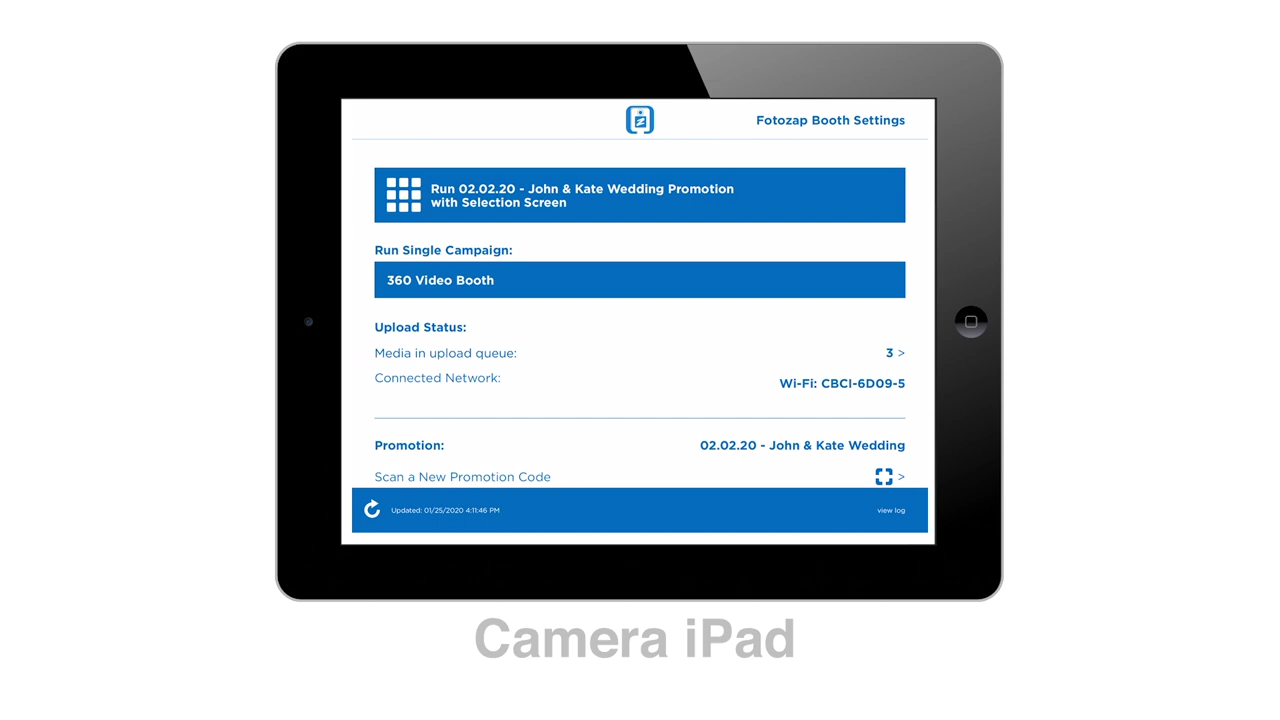 Fotozap Booth Settings
Run 02.02.20 - John & Kate Wedding Promotion
with Selection Screen
Run Single Campaign:
360 Video Booth
Upload Status:
Media in upload queue: 3 >
Connected Network: Wi-Fi: CBCI-6D09-5
Promotion: 02.02.20 - John & Kate Wedding
Scan a New Promotion Code >
Updated: 01/25/2020 4:11:46 PM view log
Camera iPad